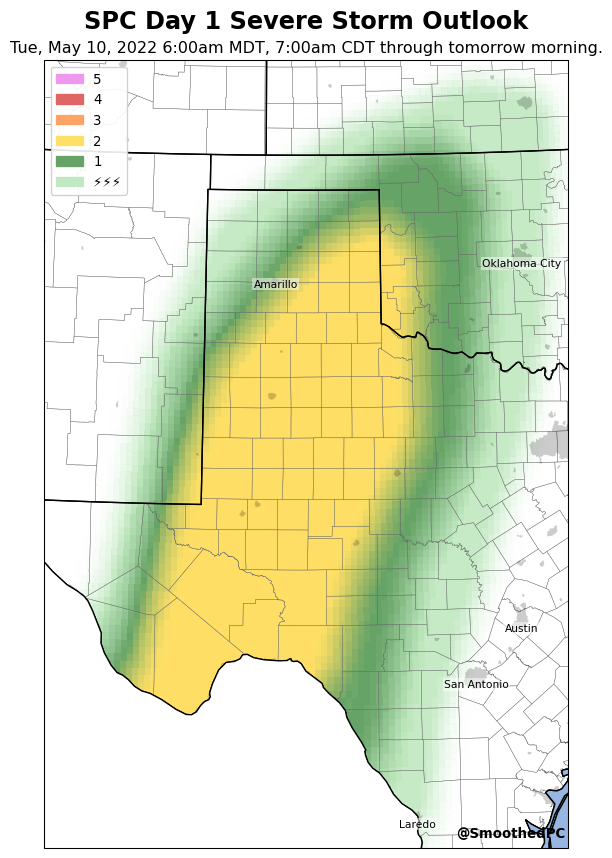 SPC Day 1 Severe Storm Outlook
Tue, May 10, 2022 6:00am MDT, 7:00am CDT through tomorrow morning.
5
4
3
2
1
⚡⚡⚡
Oklahoma City
Amarillo
Austin
San Antonio
Laredo
@SmoothedPC